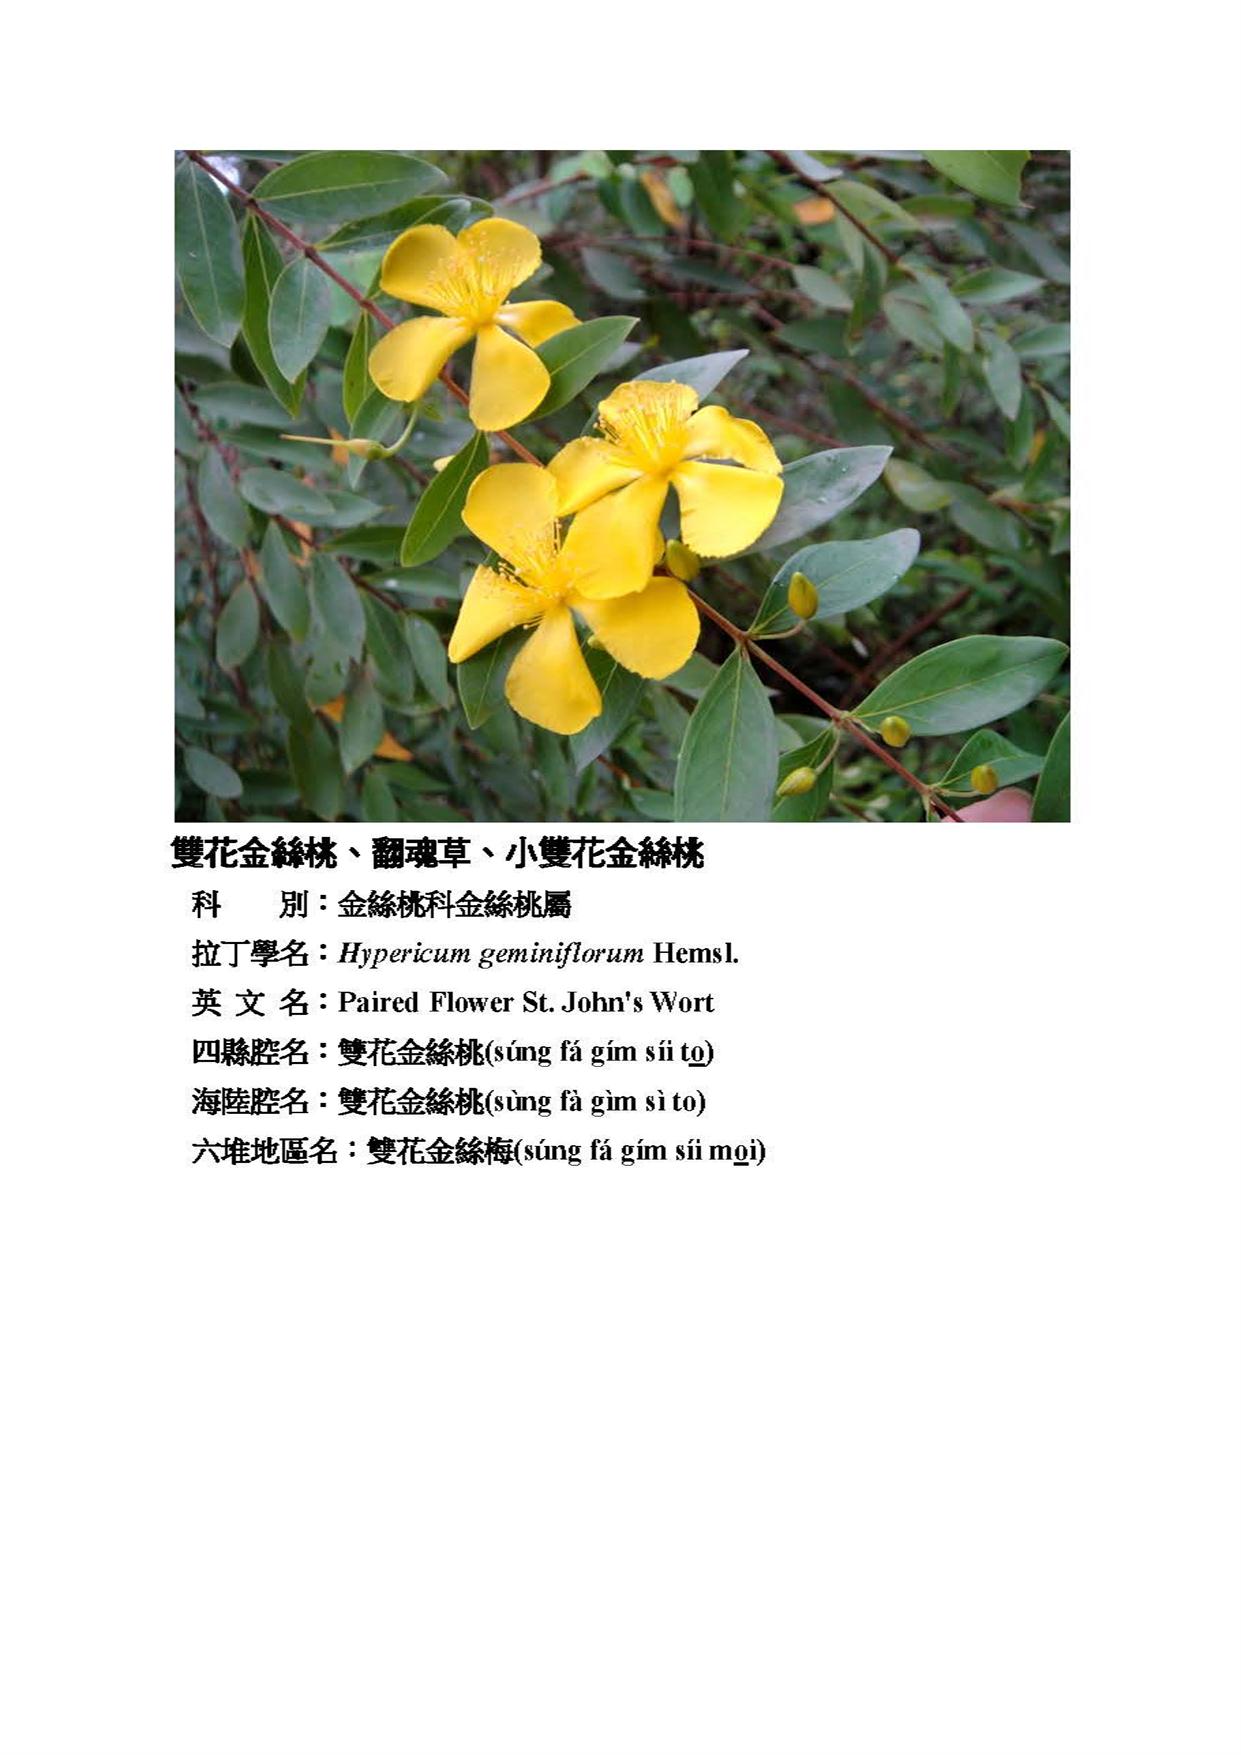 雙花金絲桃、翻魂草、小雙花金絲桃
科　　別：金絲桃科金絲桃屬
拉丁學名：Hypericum geminiflorum Hemsl.
英 文 名：Paired Flower St. John's Wort
四縣腔名：雙花金絲桃(súng fá gím síi to)
海陸腔名：雙花金絲桃(sùng fà gìm sì to)
六堆地區名：雙花金絲梅(súng fá gím síi moi)